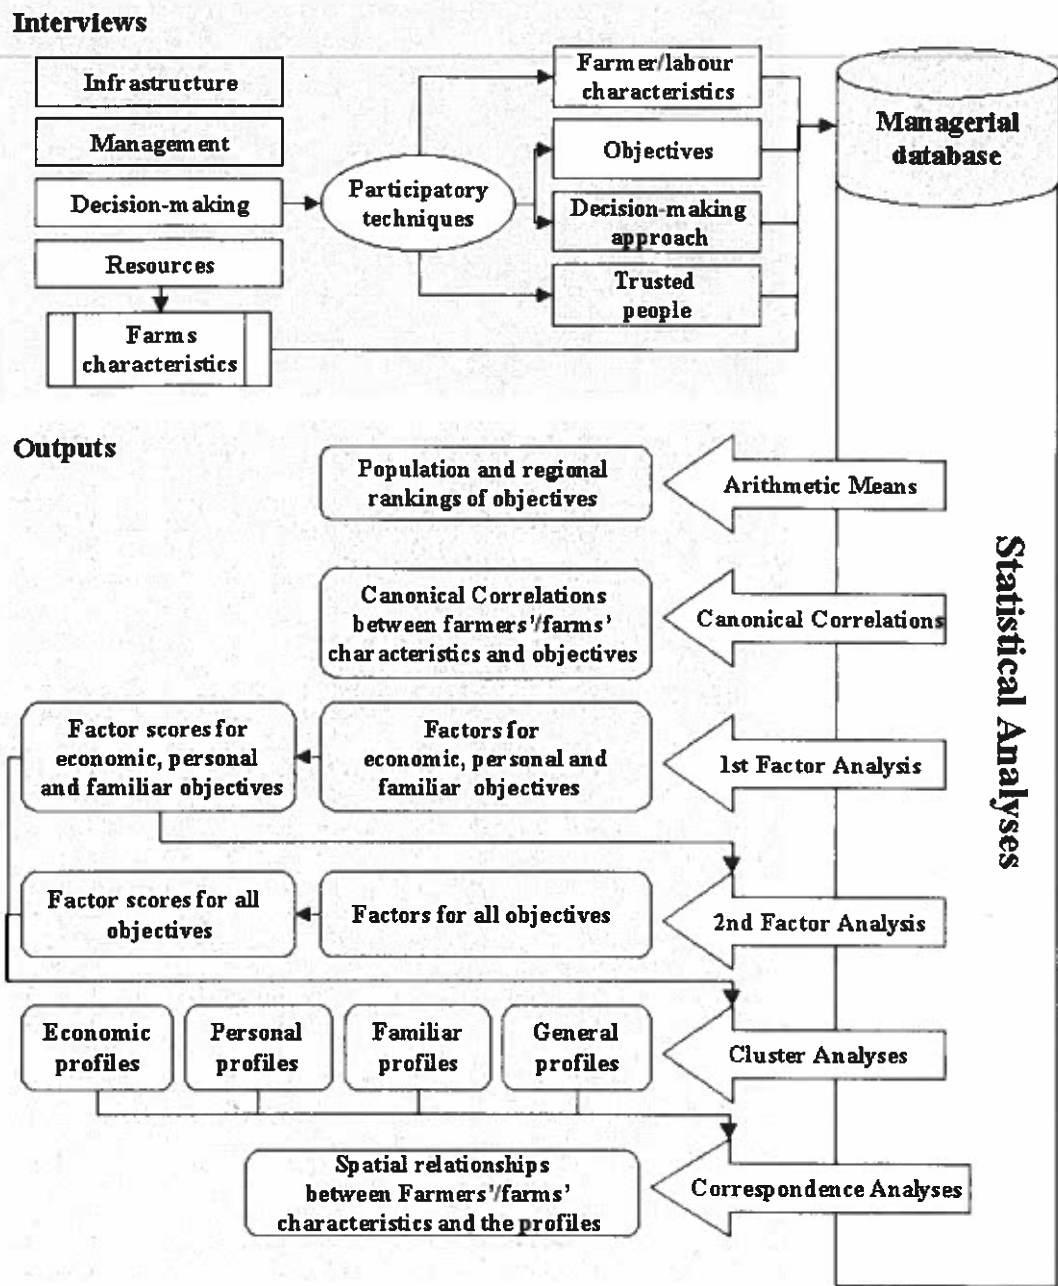 Interviews
Infrastructure
Management
Decision-making
Resources
Farms
characteristics
Participatory
techniques
Farmer/labour
characteristics
Objectives
Decision-making
approach
Trusted
people
Managerial
database
Outputs
Population and regional
rankings of objectives
Arithmetic Means
Canonical Correlations
between farmers'/farms'
characteristics and objectives
Canonical Correlations
Factor scores for
economic, personal
and familiar objectives
Factors for
economic, personal and
familiar objectives
1st Factor Analysis
Factor scores for all
objectives
Factors for all objectives
2nd Factor Analysis
Economic
profiles
Personal
profiles
Familiar
profiles
General
profiles
Cluster Analyses
Spatial relationships
between Farmers'/farms'
characteristics and the profiles
Correspondence Analyses
Statistical Analyses